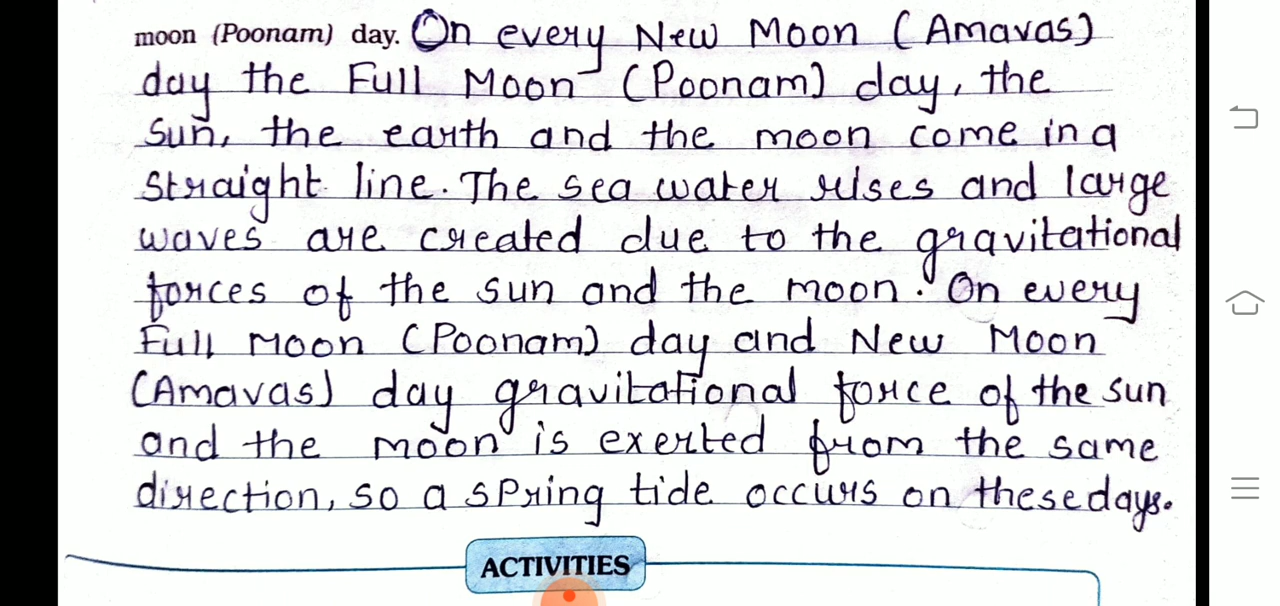 moon (Poonam) day. On every New Moon (Amavas)
day the Full Moon (Poonam) day, the
Sun, the earth and the moon come in a
straight line. The sea water rises and large
waves are created due to the gravitational
forces of the sun and the moon. On every
Full Moon (Poonam) day and New Moon
(Amavas) day gravitational force of the sun
and the moon is exerted from the same
direction, so a spring tide occurs on these days.
ACTIVITIES